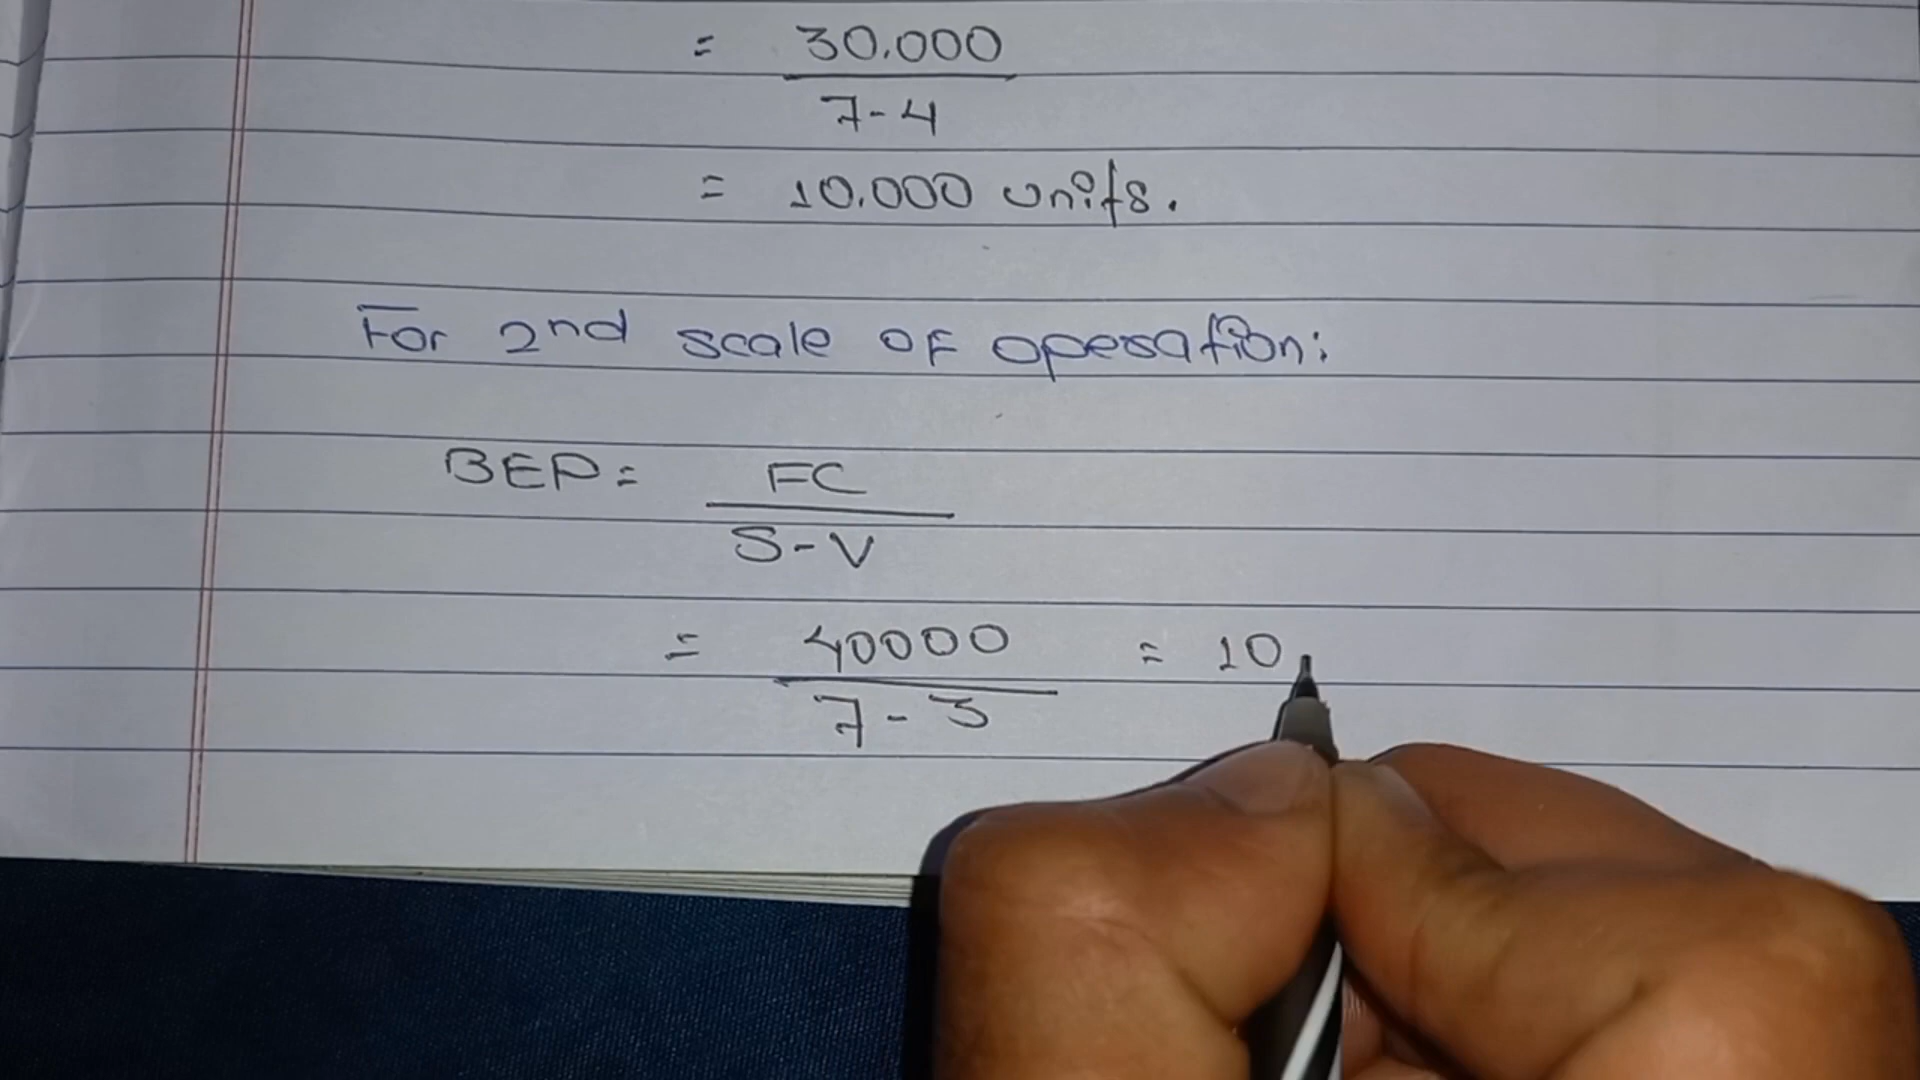 = 30.000
7-4
= 10.000 units.
For 2nd scale of operation:
BEP = FC
S-V
= 40000 = 10
7-3